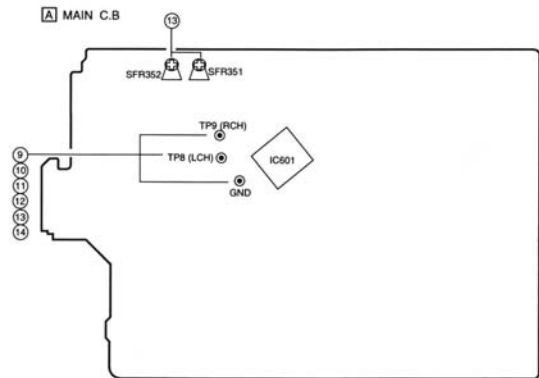 A MAIN C.B
13
SFR352 SFR351
TP9 (RCH)
TP8 (LCH)
IC601
GND
9
10
11
12
13
14